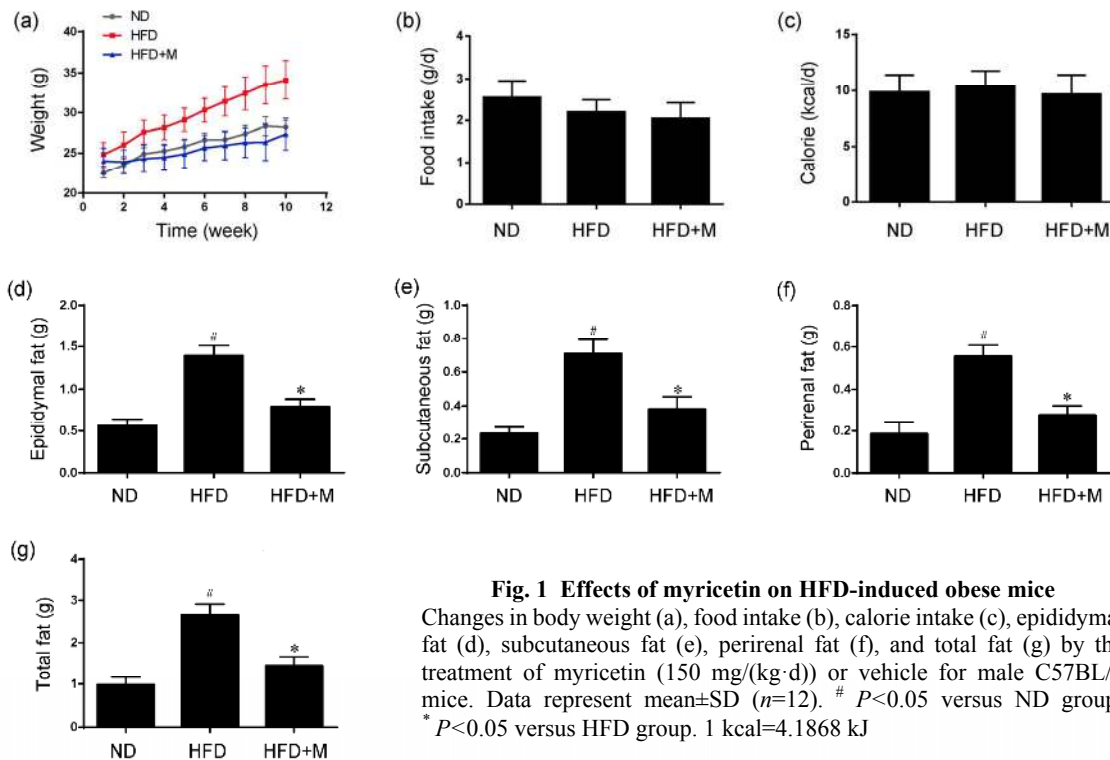 (a)
ND
HFD
HFD+M
Weight (g)
40
35
30
25
20
0 2 4 6 8 10 12
Time (week)
(b)
Food intake (g/d)
4
3
2
1
0
ND HFD HFD+M
(c)
Calorie (kcal/d)
15
10
5
0
ND HFD HFD+M
(d)
Epididymal fat (g)
2.0
1.5
1.0
0.5
0.0
#
*
ND HFD HFD+M
(e)
Subcutaneous fat (g)
1.0
0.8
0.6
0.4
0.2
0.0
#
*
ND HFD HFD+M
(f)
Perirenal fat (g)
0.8
0.6
0.4
0.2
0.0
#
*
ND HFD HFD+M
(g)
Total fat (g)
4
3
2
1
0
#
*
ND HFD HFD+M
Fig. 1 Effects of myricetin on HFD-induced obese mice
Changes in body weight (a), food intake (b), calorie intake (c), epididyma
fat (d), subcutaneous fat (e), perirenal fat (f), and total fat (g) by th
treatment of myricetin (150 mg/(kg·d)) or vehicle for male C57BL/
mice. Data represent mean±SD (n=12). # P<0.05 versus ND group
* P<0.05 versus HFD group. 1 kcal=4.1868 kJ